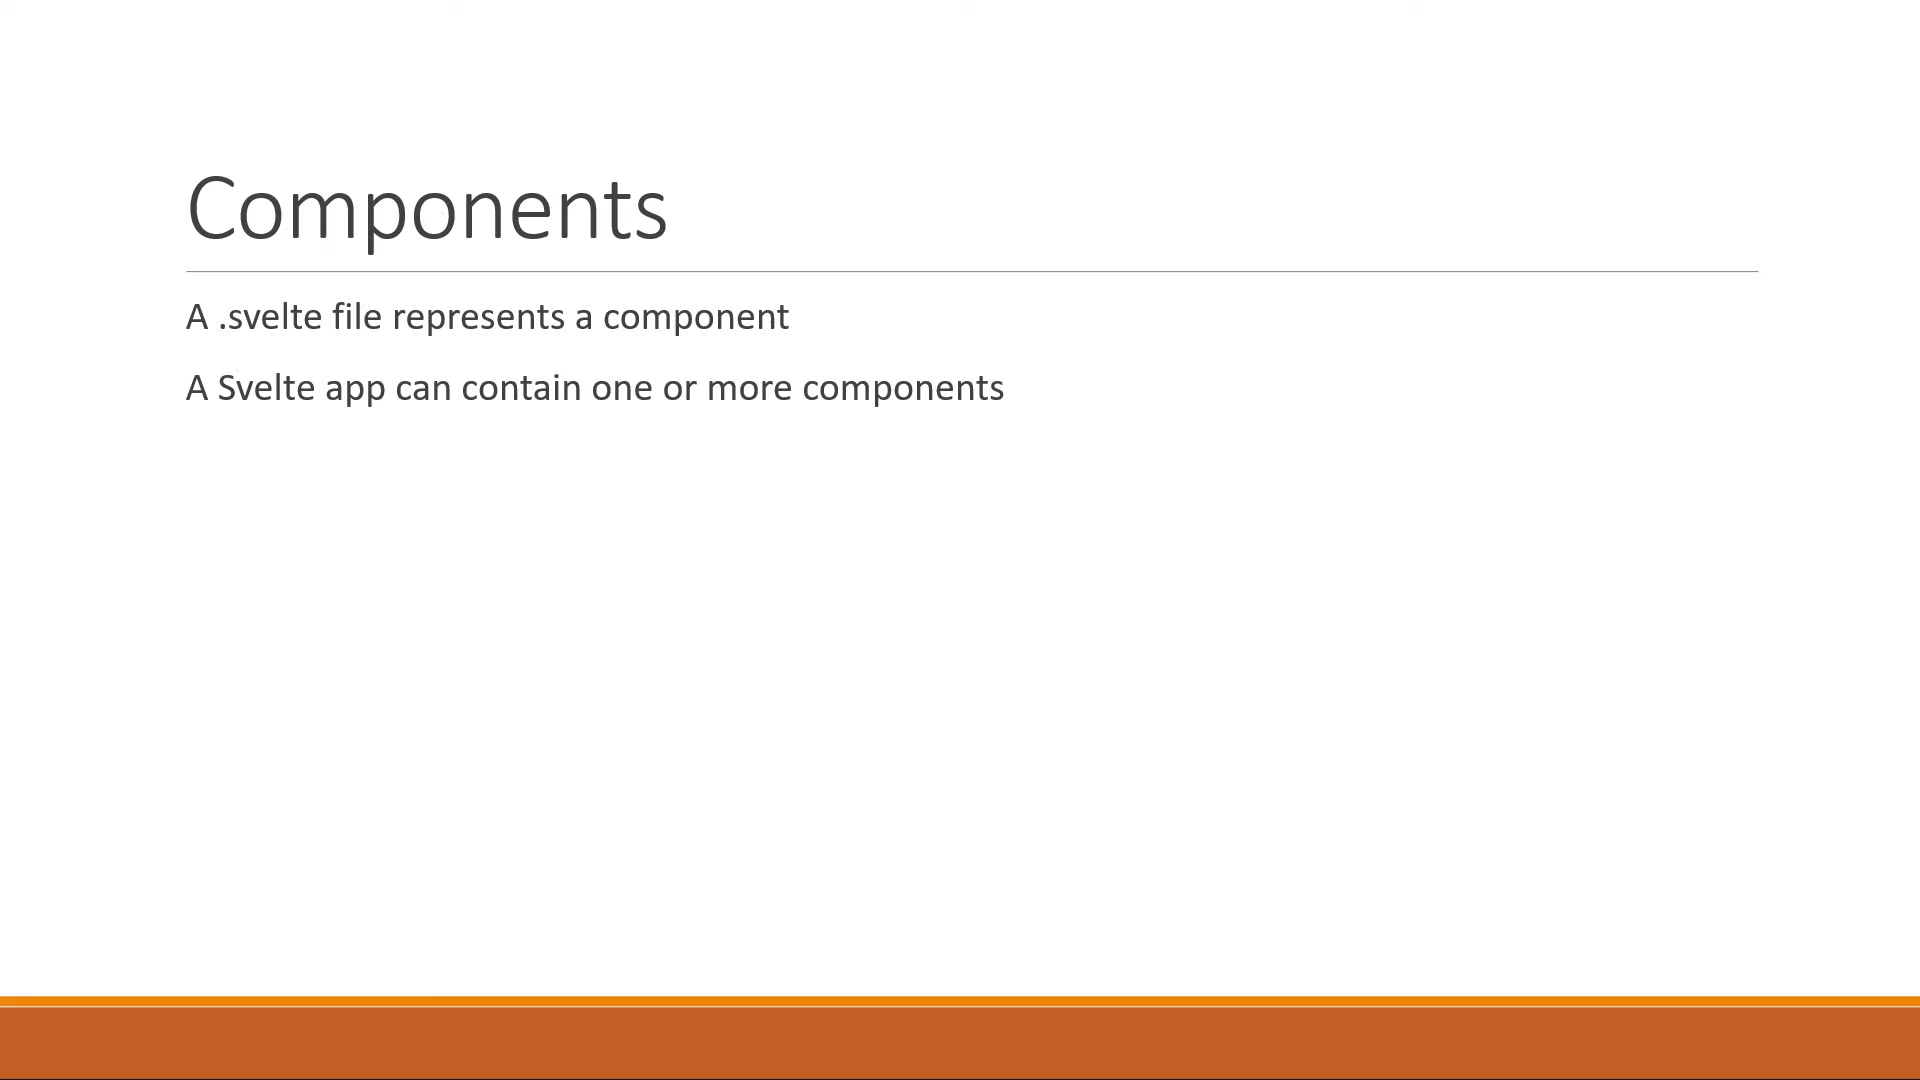 Components
A .svelte file represents a component
A Svelte app can contain one or more components